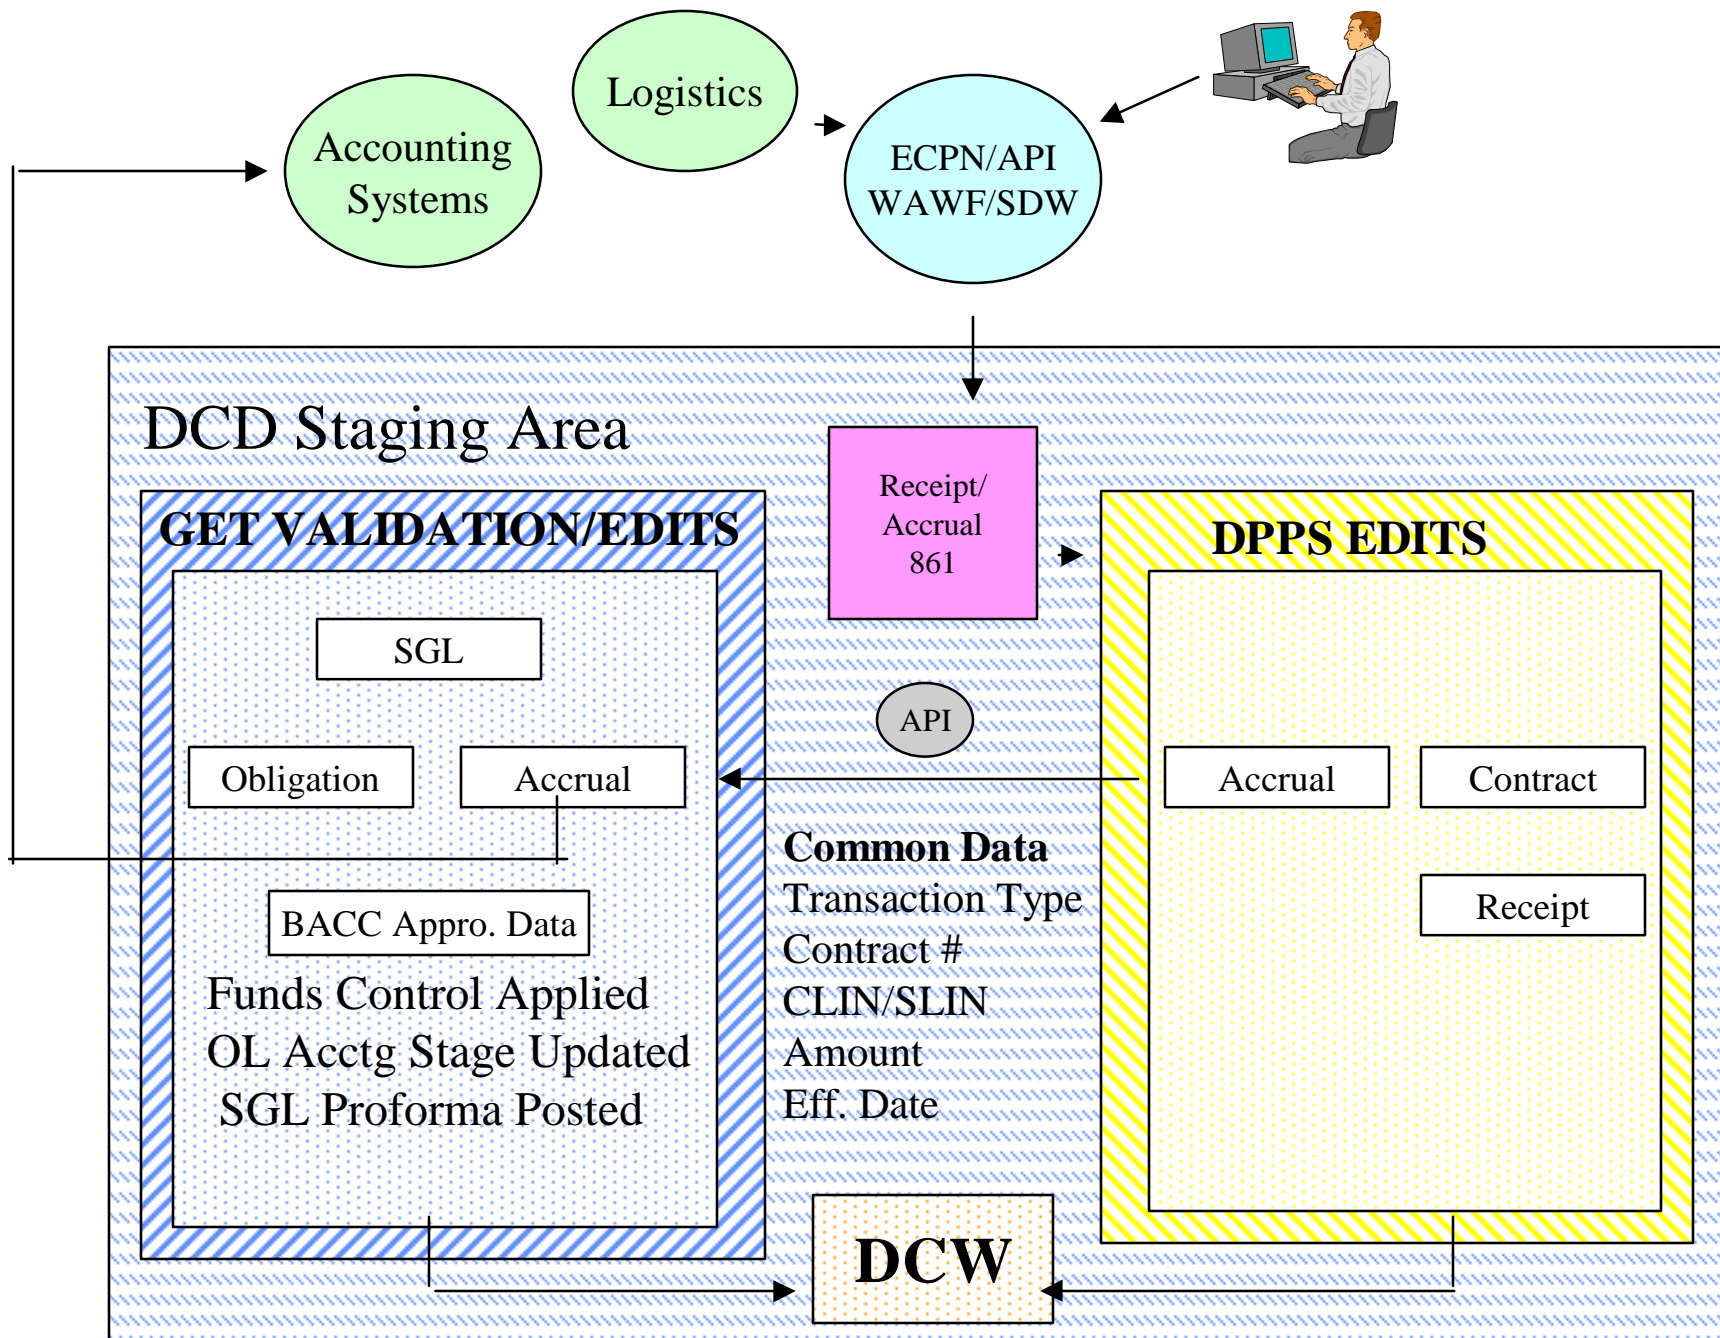 Logistics
Accounting
Systems
ECPN/API
WAWF/SDW
DCD Staging Area
Receipt/
Accrual
861
GET VALIDATION/EDITS
DPPS EDITS
SGL
API
Obligation
Accrual
Accrual
Contract
Common Data
Transaction Type
Contract #
CLIN/SLIN
Amount
Eff. Date
Receipt
BACC Appro. Data
Funds Control Applied
OL Acctg Stage Updated
SGL Proforma Posted
DCW